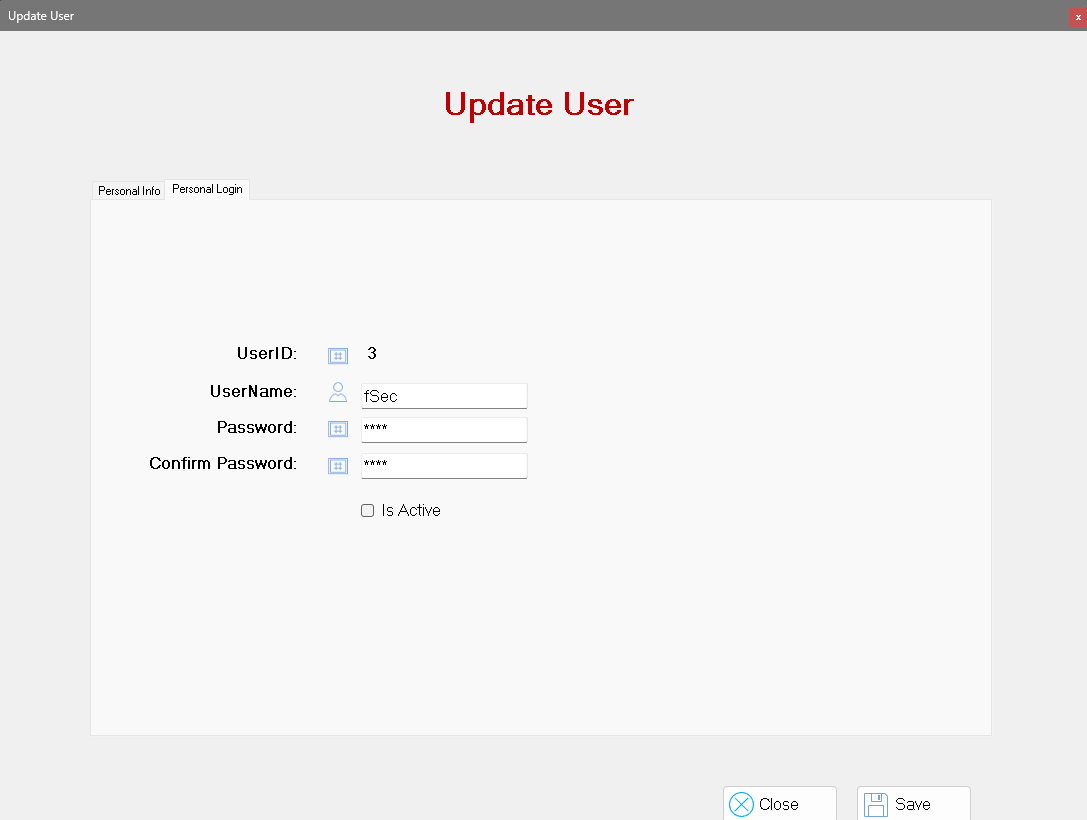 Update User
x
Update User
Personal Info
Personal Login
UserID: 3
UserName: fSec
Password: ****
Confirm Password: ****
Is Active
Close
Save